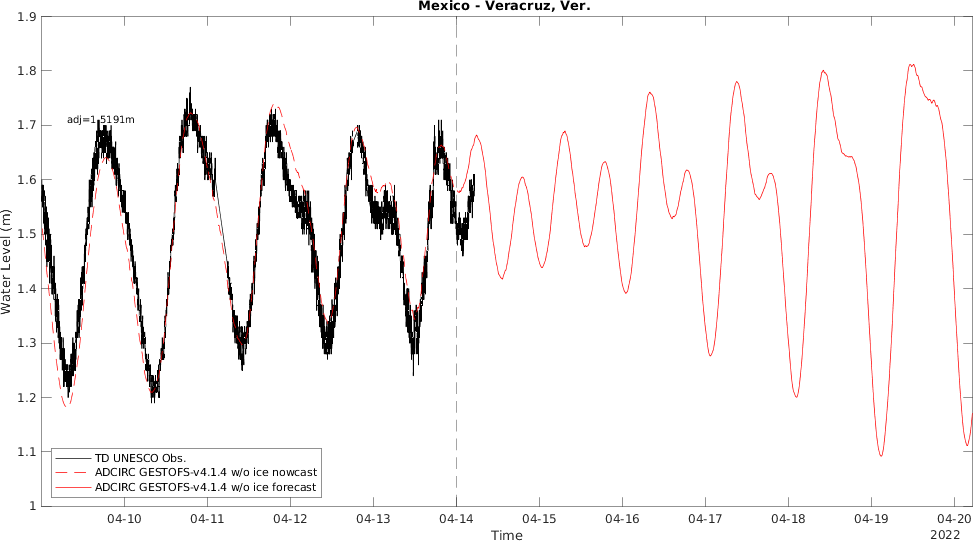 Mexico - Veracruz, Ver.
1.9
1.8
1.7
1.6
1.5
1.4
1.3
1.2
1.1
1
Water Level (m)
adj=1.5191m
TD UNESCO Obs.
ADCIRC GESTOFS-v4.1.4 w/o ice nowcast
ADCIRC GESTOFS-v4.1.4 w/o ice forecast
04-10 04-11 04-12 04-13 04-14 04-15 04-16 04-17 04-18 04-19 04-20
Time
2022